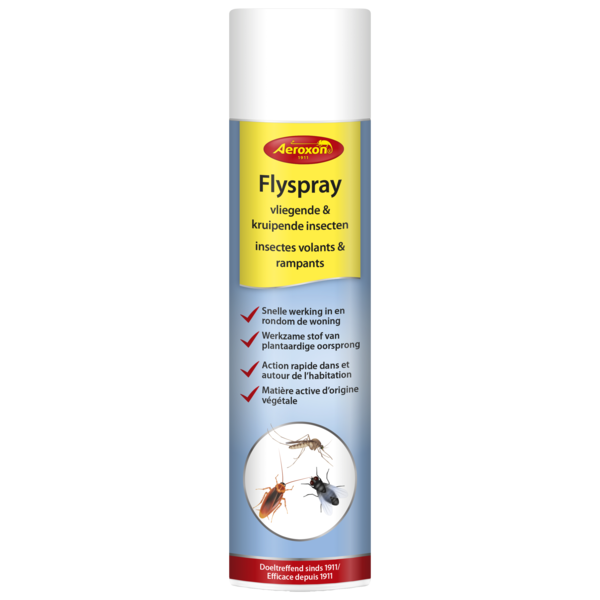 Aeroxon
1911
Flyspray
vliegende &
kruipende insecten
insectes volants &
rampants
Snelle werking in en
rondom de woning
Werkzame stof van
plantaardige oorsprong
Action rapide dans et
autour de l'habitation
Matière active d'origine
végétale
Doeltreffend sinds 1911/
Efficace depuis 1911